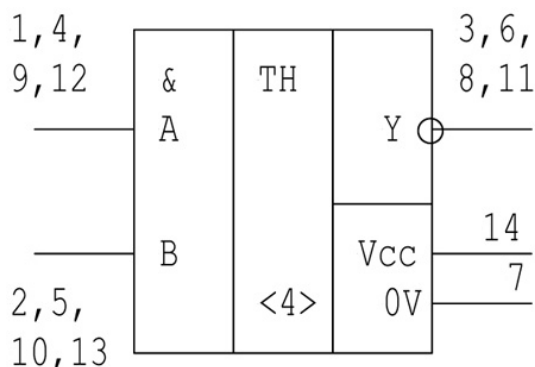 1,4,
9,12
3,6,
8,11
& TH
A Y
B Vcc 14
<4> 0V 7
2,5,
10,13